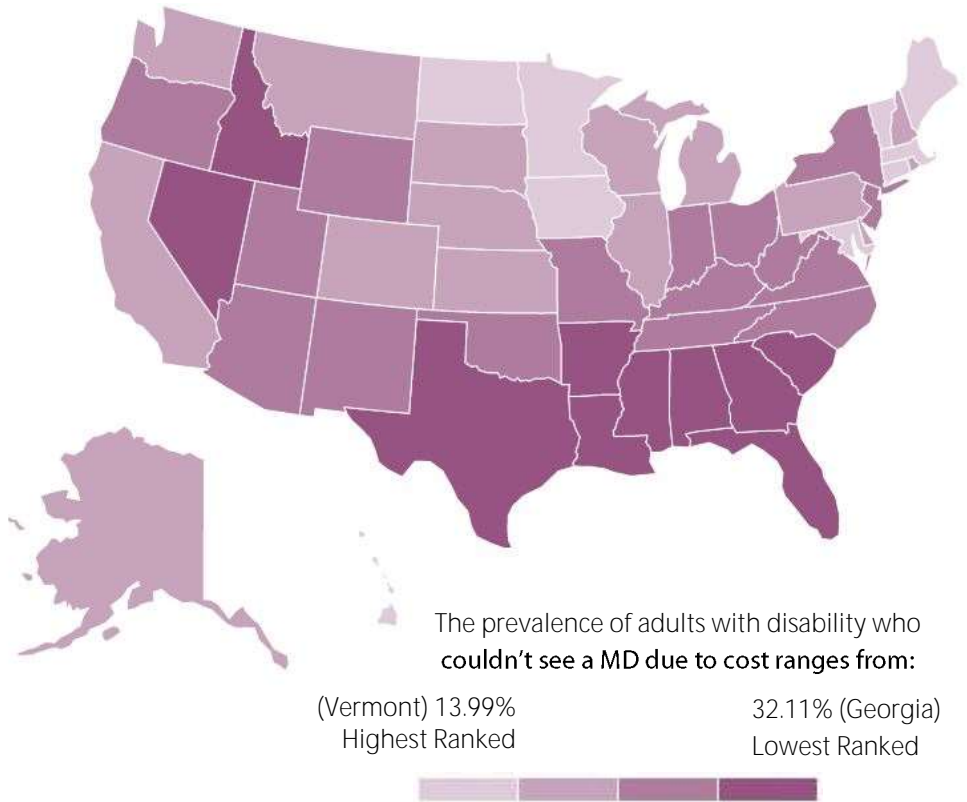 The prevalence of adults with disability who
couldn't see a MD due to cost ranges from:
(Vermont) 13.99%
Highest Ranked
32.11% (Georgia)
Lowest Ranked